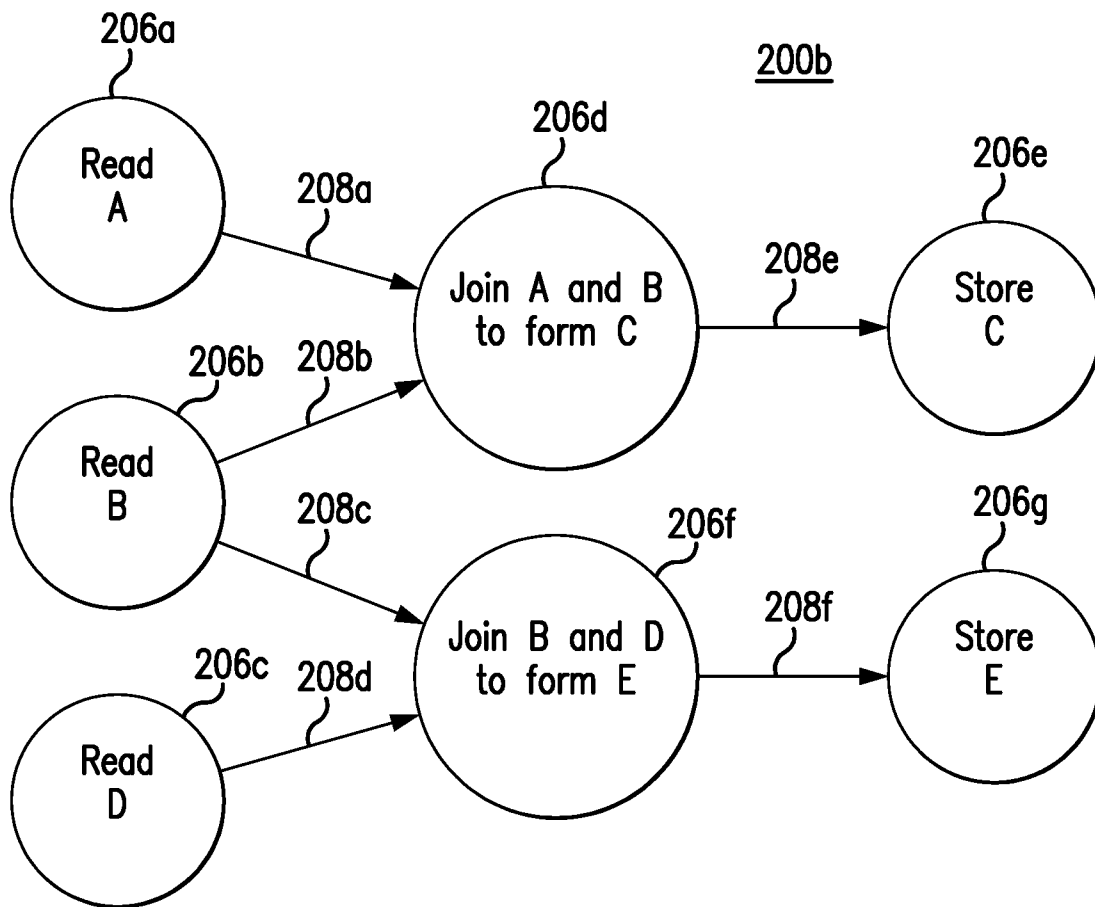 206a
200b
Read
A
208a
206d
Join A and B
to form C
208e
206e
Store
C
206b
Read
B
208b
208c
206f
Join B and D
to form E
208f
206g
Store
E
206c
Read
D
208d